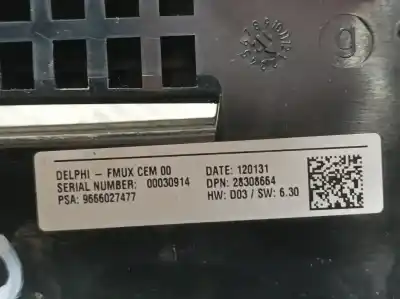 DELPHI - FMUX CEM 00 DATE: 120131
SERIAL NUMBER: 00030914 DPN: 28308664
PSA: 9666027477 HW: D03 / SW: 6.30
g